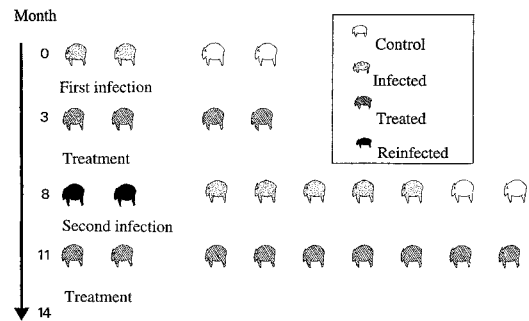 Month
0
First infection
3
Treatment
8
Second infection
11
Treatment
14
Control
Infected
Treated
Reinfected